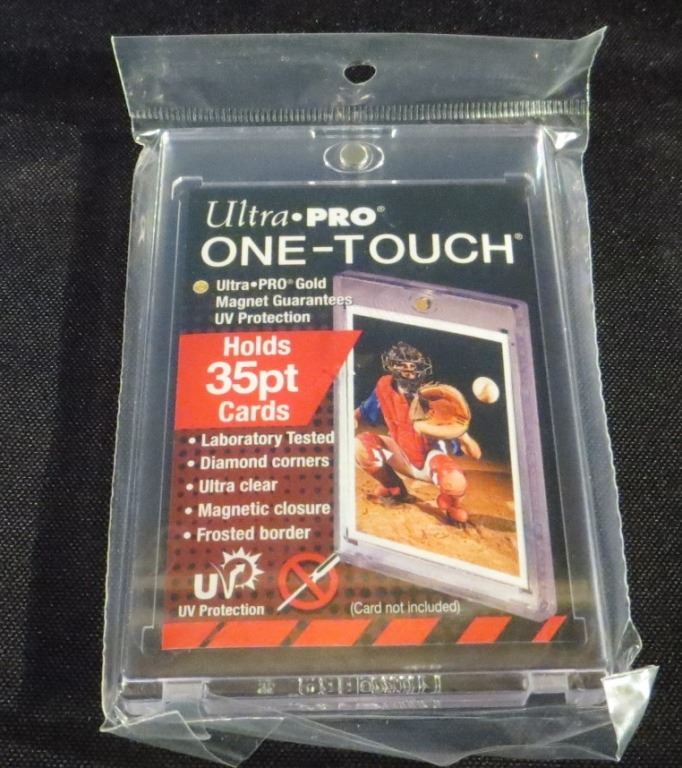 Ultra•PRO®
ONE-TOUCH®
Ultra•PRO® Gold
Magnet Guarantees
UV Protection
Holds
35pt
Cards
• Laboratory Tested
• Diamond corners
• Ultra clear
• Magnetic closure
• Frosted border
UV
UV Protection
(Card not included)